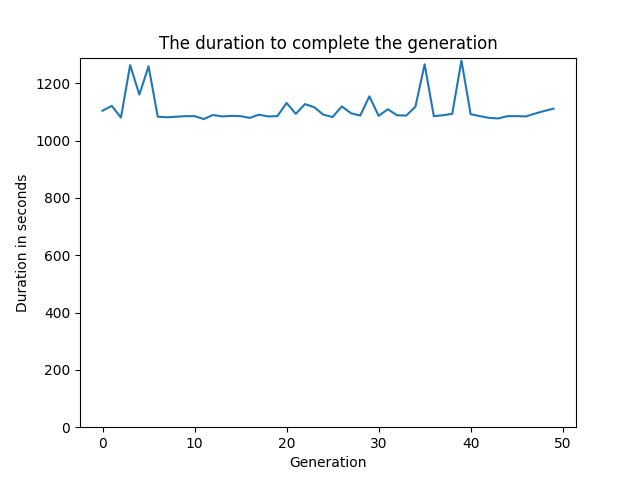 The duration to complete the generation
1200
1000
800
600
400
200
0
Duration in seconds
0 10 20 30 40 50
Generation